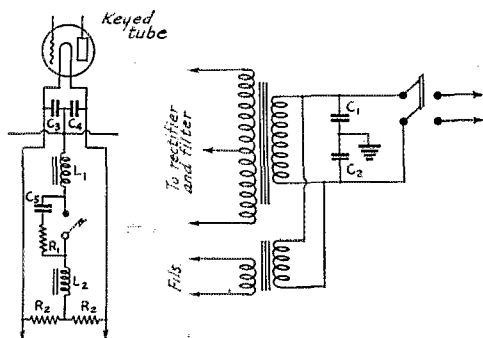 Keyed
tube
C3
C4
L1
C5
R1
L2
R2
R2
To rectifier
and filter
C1
C2
Fils.